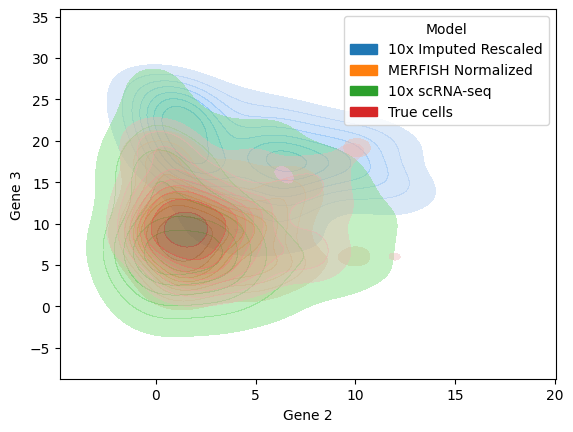 Model
10x Imputed Rescaled
MERFISH Normalized
10x scRNA-seq
True cells
35
30
25
20
15
10
5
0
−5
Gene 3
0 5 10 15 20
Gene 2